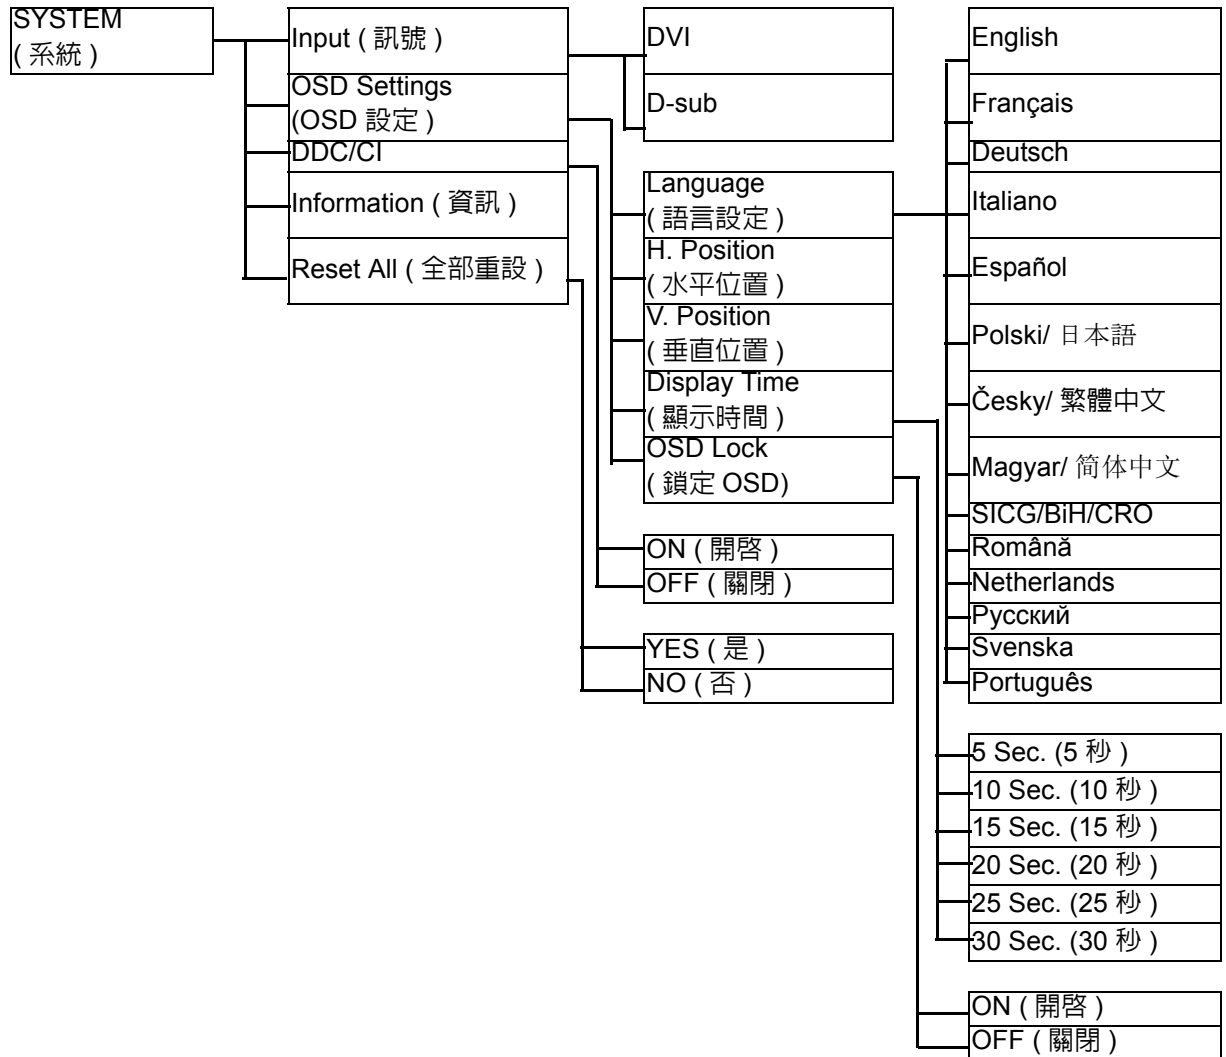 SYSTEM
( 系統 )
Input ( 訊號 )
OSD Settings
(OSD 設定 )
DDC/CI
Information ( 資訊 )
Reset All ( 全部重設 )
DVI
D-sub
Language
( 語言設定 )
H. Position
( 水平位置 )
V. Position
( 垂直位置 )
Display Time
( 顯示時間 )
OSD Lock
( 鎖定 OSD)
ON ( 開啓 )
OFF ( 關閉 )
YES ( 是 )
NO ( 否 )
English
Français
Deutsch
Italiano
Español
Polski/ 日本語
Česky/ 繁體中文
Magyar/ 简体中文
SICG/BiH/CRO
Română
Netherlands
Русский
Svenska
Português
5 Sec. (5 秒 )
10 Sec. (10 秒 )
15 Sec. (15 秒 )
20 Sec. (20 秒 )
25 Sec. (25 秒 )
30 Sec. (30 秒 )
ON ( 開啓 )
OFF ( 關閉 )